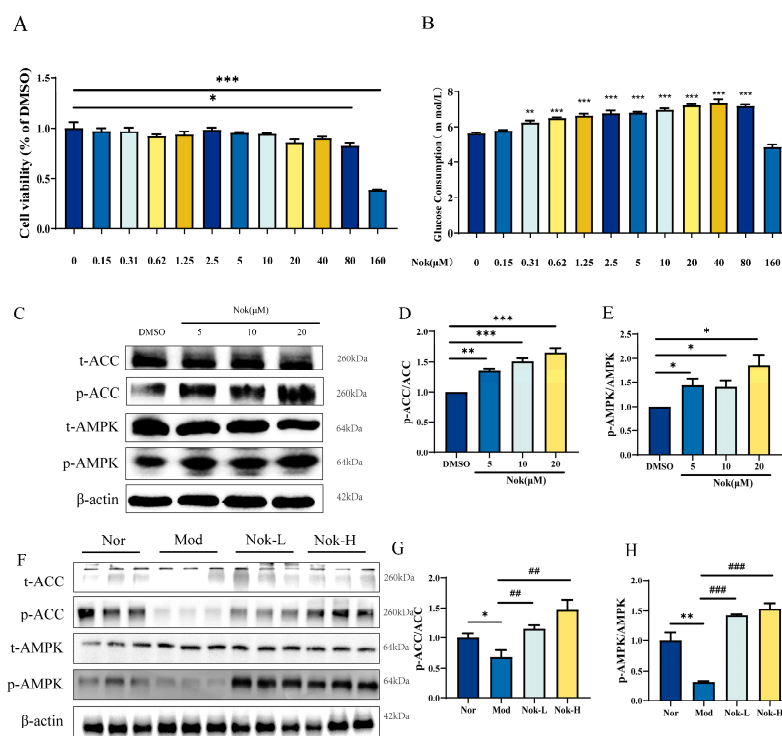 A
Cell viability (% of DMSO)
1.5
1.0
0.5
0.0
***
*
0 0.15 0.31 0.62 1.25 2.5 5 10 20 40 80 160
B
Glucose Consumption ( m mol/L)
8
6
4
2
0
** *** *** *** *** *** *** *** ***
Nok(μM) 0 0.15 0.31 0.62 1.25 2.5 5 10 20 40 80 160
C
Nok(μM)
DMSO 5 10 20
t-ACC 260kDa
p-ACC 260kDa
t-AMPK 64kDa
p-AMPK 64kDa
β-actin 42kDa
D
p-ACC/ACC
2.0
1.5
1.0
0.5
0.0
***
***
**
DMSO 5 10 20
Nok(μM)
E
p-AMPK/AMPK
2.5
2.0
1.5
1.0
0.5
0.0
*
*
*
DMSO 5 10 20
Nok(μM)
F
Nor Mod Nok-L Nok-H
t-ACC 260kDa
p-ACC 260kDa
t-AMPK 64kDa
p-AMPK 64kDa
β-actin 42kDa
G
p-ACC/ACC
2.0
1.5
1.0
0.5
0.0
##
##
*
Nor Mod Nok-L Nok-H
H
p-AMPK/AMPK
2.0
1.5
1.0
0.5
0.0
###
###
**
Nor Mod Nok-L Nok-H